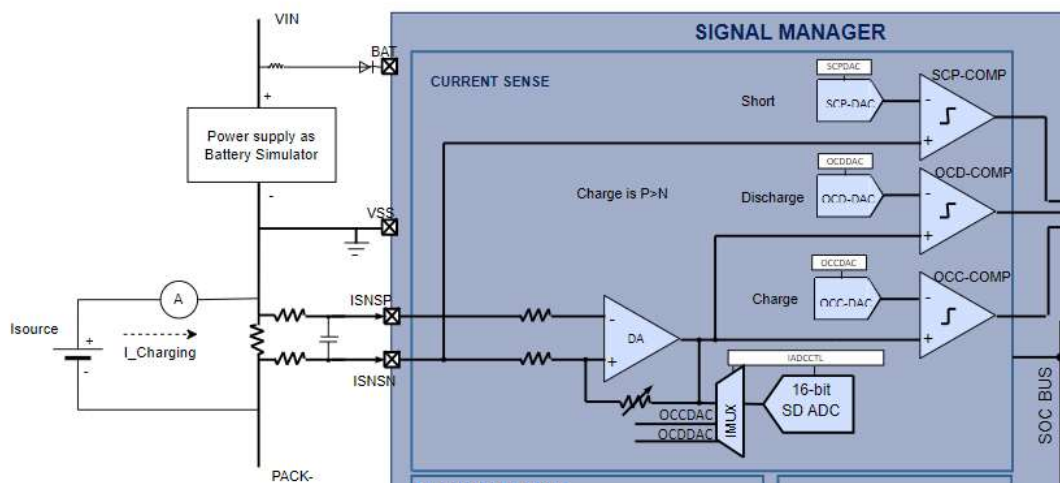 VIN
SIGNAL MANAGER
BAT
CURRENT SENSE
SCPDAC
SCP-COMP
Short
SCP-DAC
-
+
+
Power supply as
Battery Simulator
-
Charge is P>N
OCDDAC
OCD-COMP
Discharge
OCD-DAC
-
+
VSS
OCCDAC
OCC-COMP
Charge
OCC-DAC
-
+
A
ISNSP
Isource
+
-
I_Charging
-
DA
+
ISNSN
IADCCTL
16-bit
SD ADC
IMUX
OCCDAC
OCDDAC
SOC BUS
PACK-